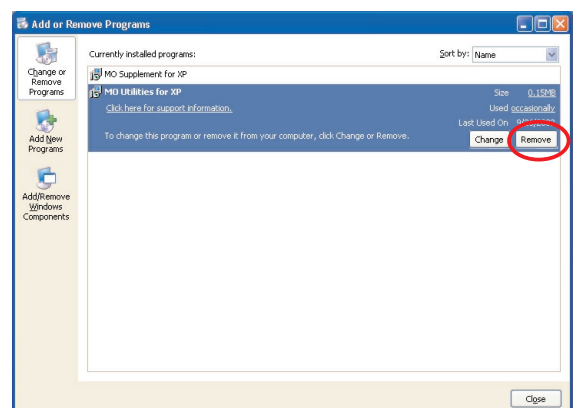 Add or Remove Programs
Change or
Remove
Programs
Add New
Programs
Add/Remove
Windows
Components
Currently installed programs:
Sort by: Name
MO Supplement for XP
MO Utilities for XP
Size 0.15MB
Click here for support information.
Used occasionally
Last Used On
To change this program or remove it from your computer, click Change or Remove.
Change Remove
Close